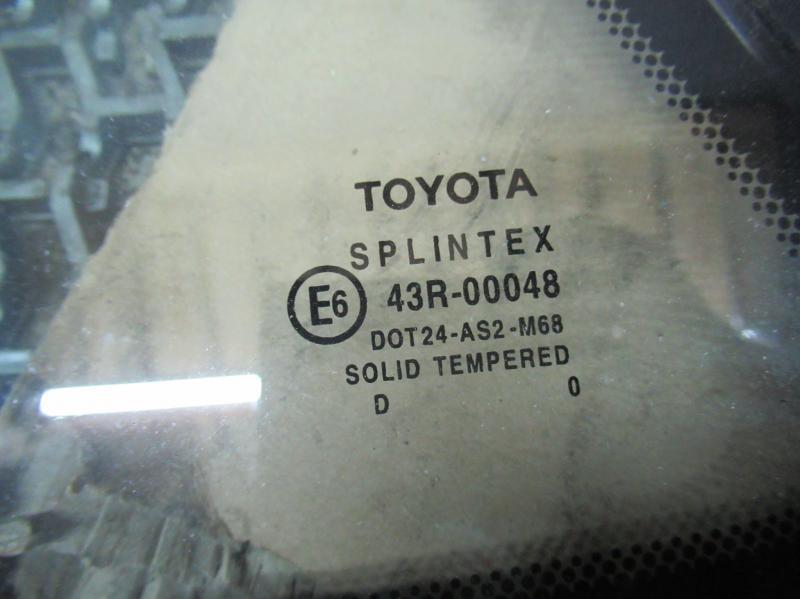 TOYOTA
SPLINTEX
E6 43R-00048
DOT24-AS2-M68
SOLID TEMPERED
D 0